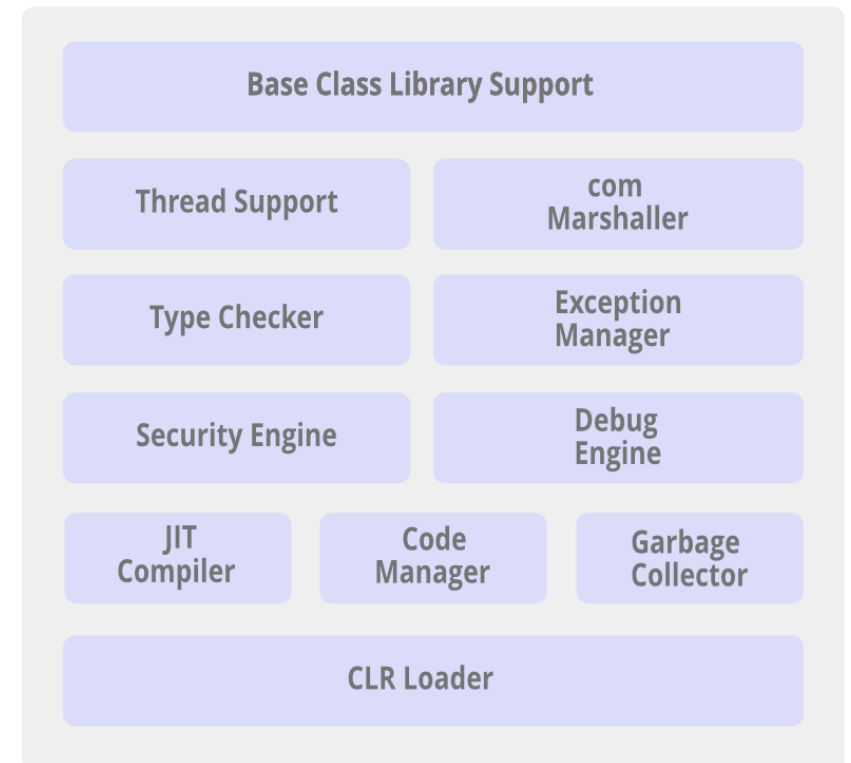 Base Class Library Support
Thread Support
com
Marshaller
Type Checker
Exception
Manager
Security Engine
Debug
Engine
JIT
Compiler
Code
Manager
Garbage
Collector
CLR Loader